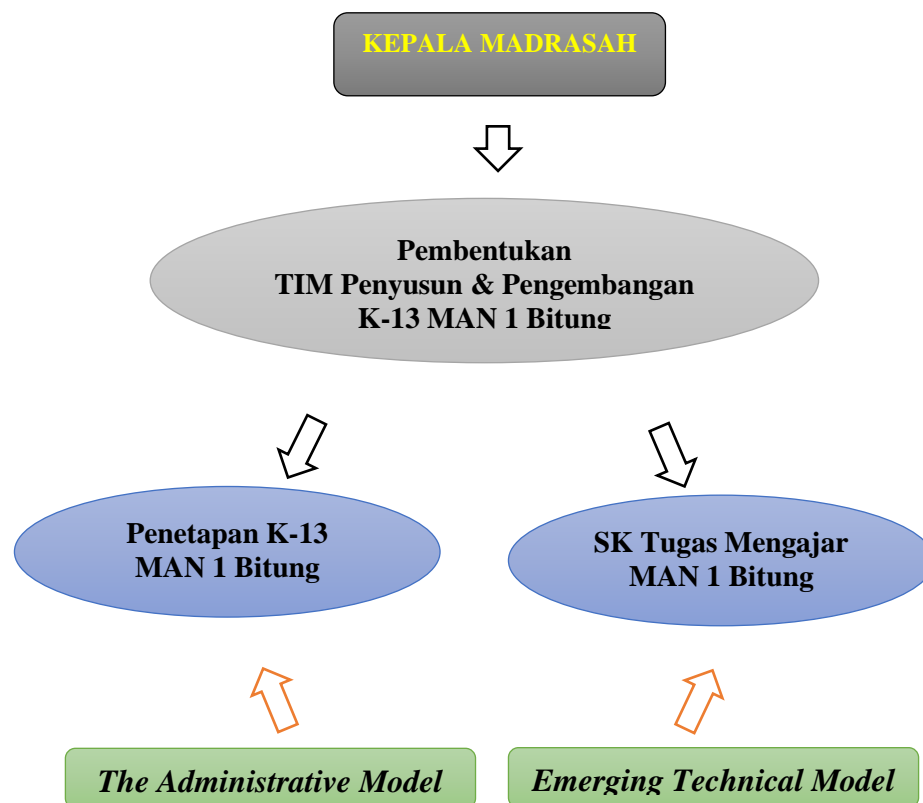 KEPALA MADRASAH
Pembentukan
TIM Penyusun & Pengembangan
K-13 MAN 1 Bitung
Penetapan K-13
MAN 1 Bitung
SK Tugas Mengajar
MAN 1 Bitung
The Administrative Model
Emerging Technical Model